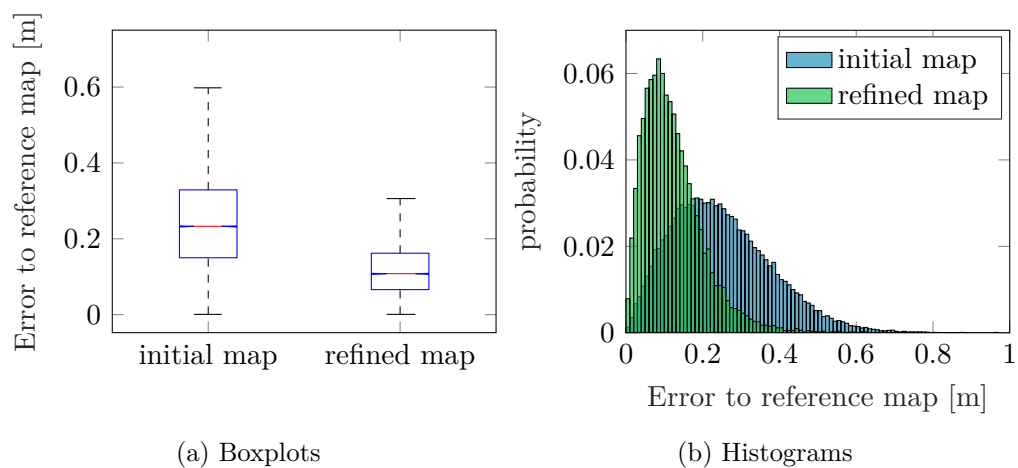 Error to reference map [m]
0.6
0.4
0.2
0
initial map
refined map
(a) Boxplots
probability
0.06
0.04
0.02
0
initial map
refined map
0
0.2
0.4
0.6
0.8
1
Error to reference map [m]
(b) Histograms